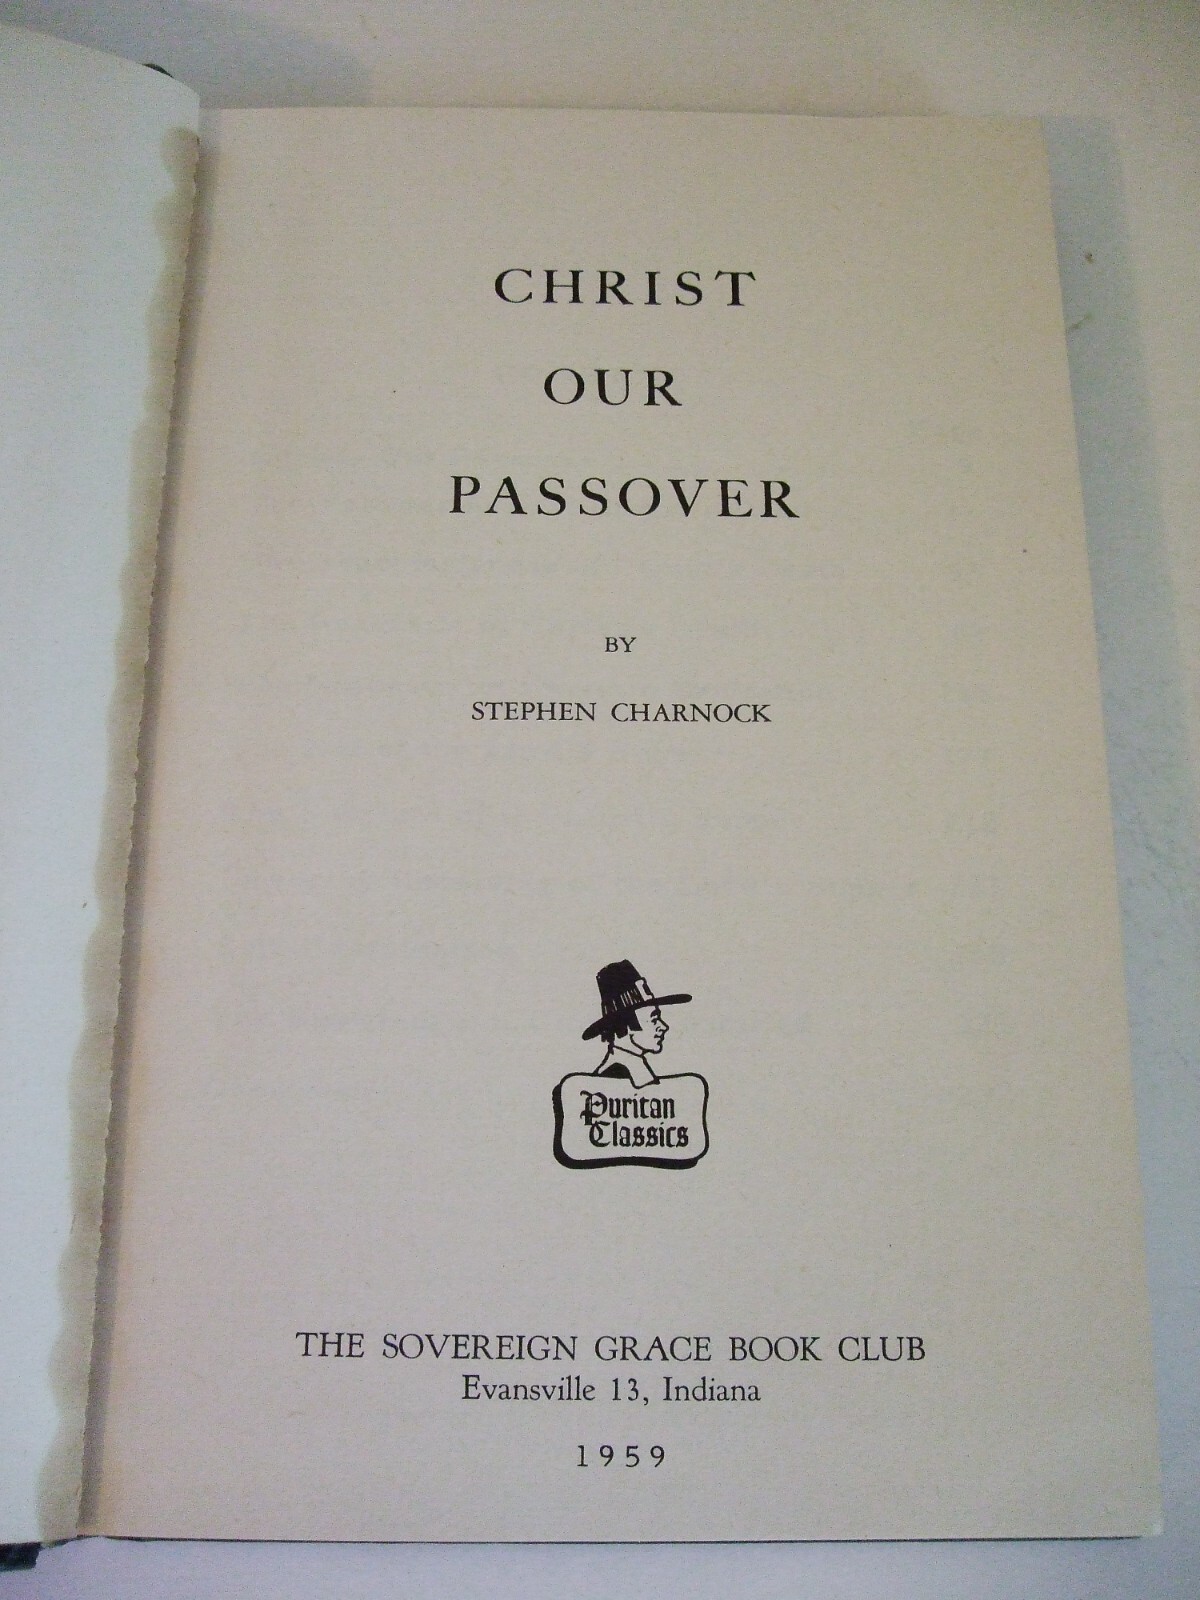 CHRIST
OUR
PASSOVER
BY
STEPHEN CHARNOCK
Puritan
Classics
THE SOVEREIGN GRACE BOOK CLUB
Evansville 13, Indiana
1959